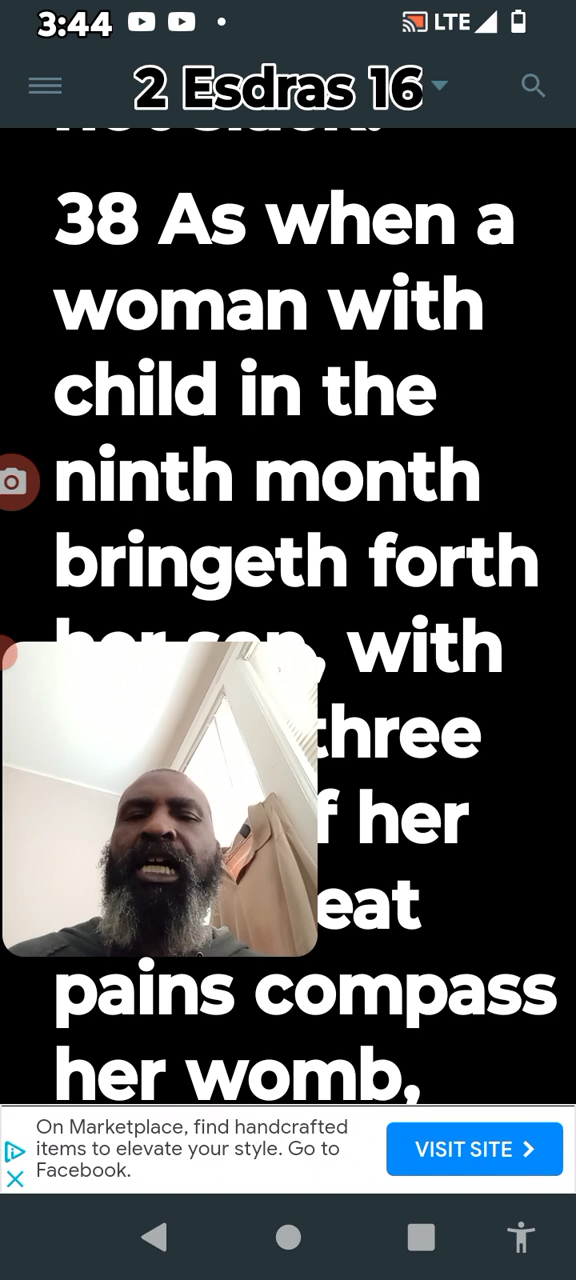 3:44 LTE
2 Esdras 16
38 As when a
woman with
child in the
ninth month
bringeth forth
her son, with
three
her
pains compass
her womb,
On Marketplace, find handcrafted
items to elevate your style. Go to
Facebook.
VISIT SITE